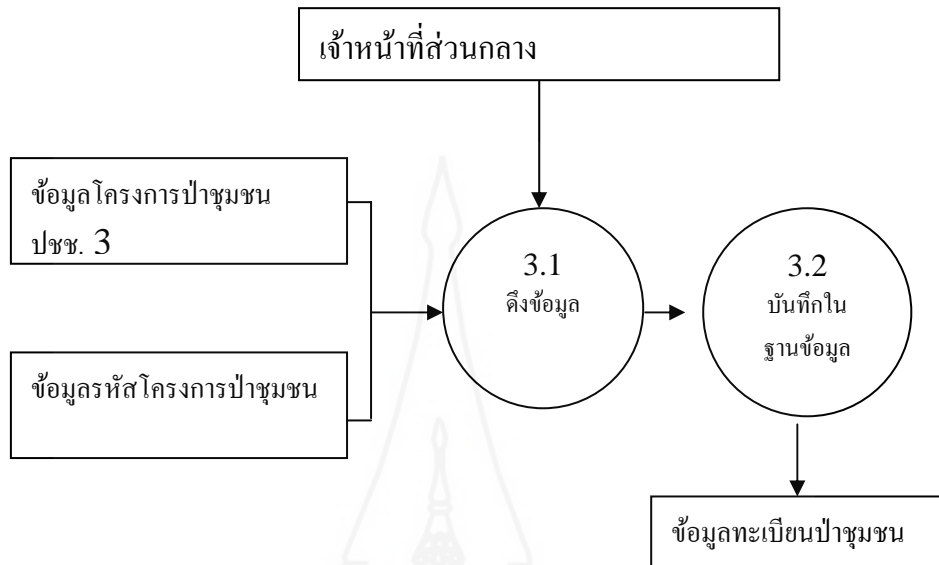 เจ้าหน้าที่ส่วนกลาง
ข้อมูลโครงการป่าชุมชน
ปชช. 3
3.1
ดึงข้อมูล
3.2
บันทึกใน
ฐานข้อมูล
ข้อมูลรหัสโครงการป่าชุมชน
ข้อมูลทะเบียนป่าชุมชน